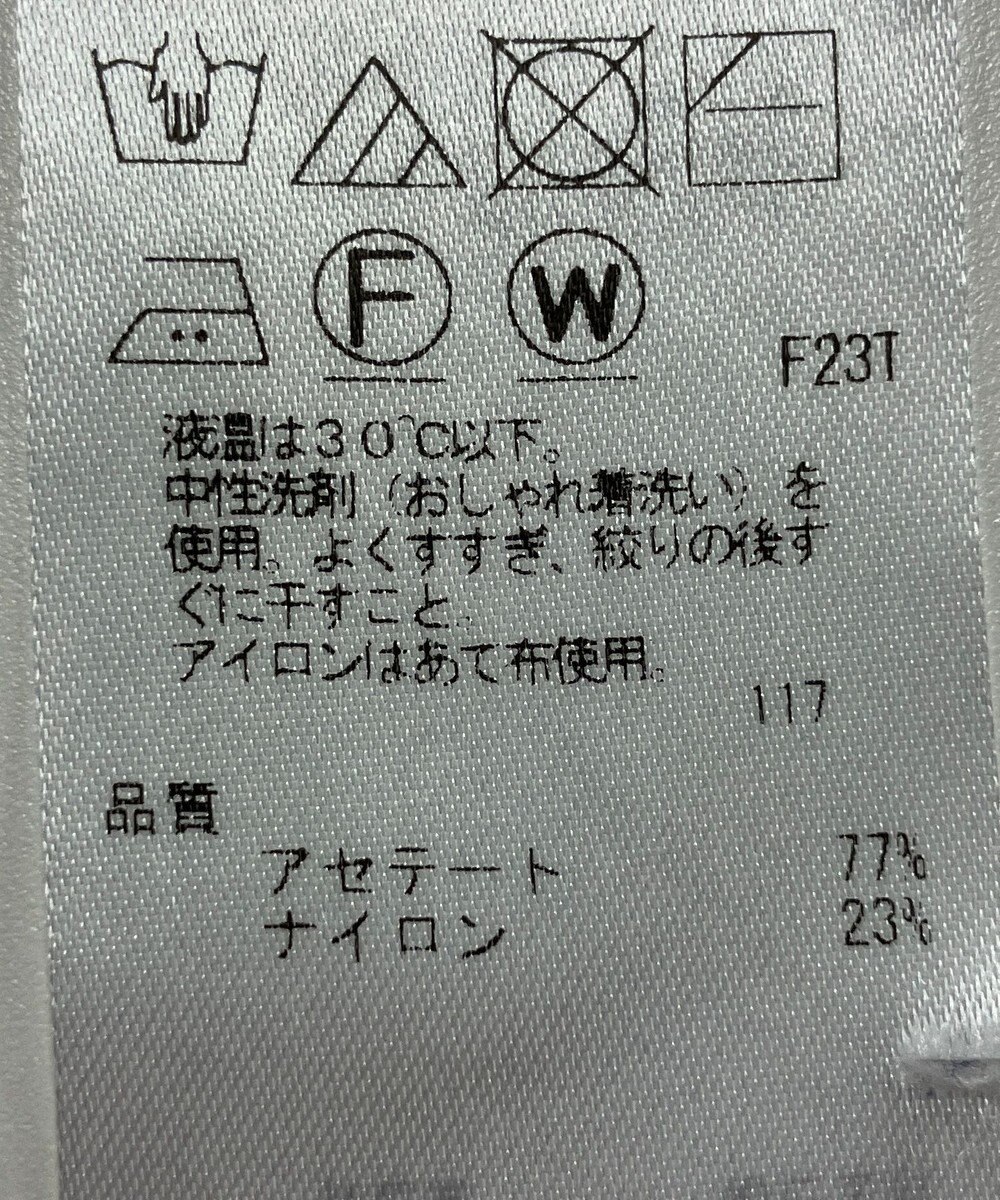 F W
F23T
液温は30℃以下。
中性洗剤(おしゃれ着洗い)を
使用。よくすすぎ、絞りの後す
ぐに干すこと。
アイロンはあて布使用。
117
品質
アセテート 77%
ナイロン 23%